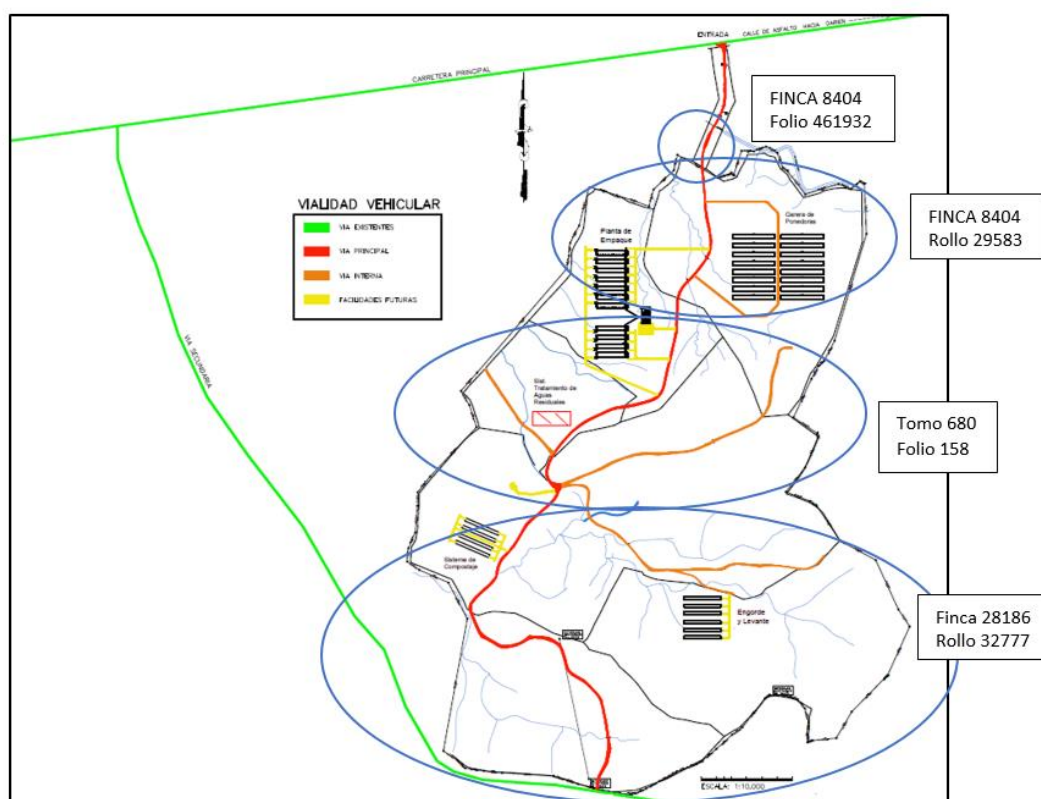 ENTRADA
CALLE DE ASFALTO HACIA DARIEN
CARRETERA PRINCIPAL
FINCA 8404
Folio 461932
VIALIDAD VEHICULAR
VIA EXISTENTES
VIA PRINCIPAL
VIA INTERNA
FACILIDADES FUTURAS
Planta de
Empaque
Galera de
Ponedoras
FINCA 8404
Rollo 29583
VIA SECUNDARIA
Sist.
Tratamiento de
Aguas
Residuales
Tomo 680
Folio 158
Sistema de
Compostaje
Engorde
y Levante
Finca 28186
Rollo 32777
ESCALA: 1:10,000